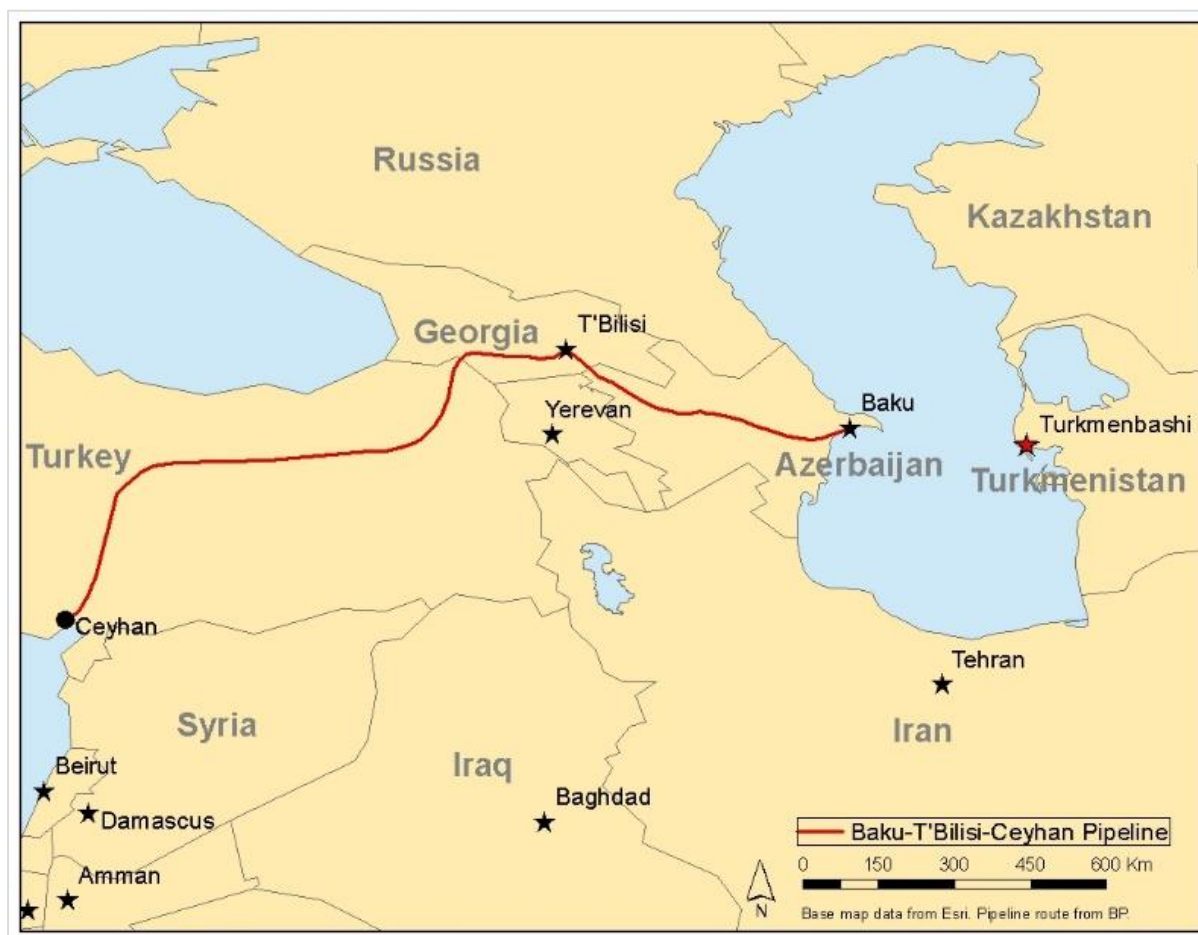 Russia
Kazakhstan
Georgia
T'Bilisi
Yerevan
Baku
Turkmenbashi
Turkey
Azerbaijan
Turkmenistan
Ceyhan
Tehran
Syria
Iran
Iraq
Beirut
Baghdad
Damascus
Baku-T'Bilisi-Ceyhan Pipeline
Amman
0 150 300 450 600 Km
N
Base map data from Esri. Pipeline route from BP.